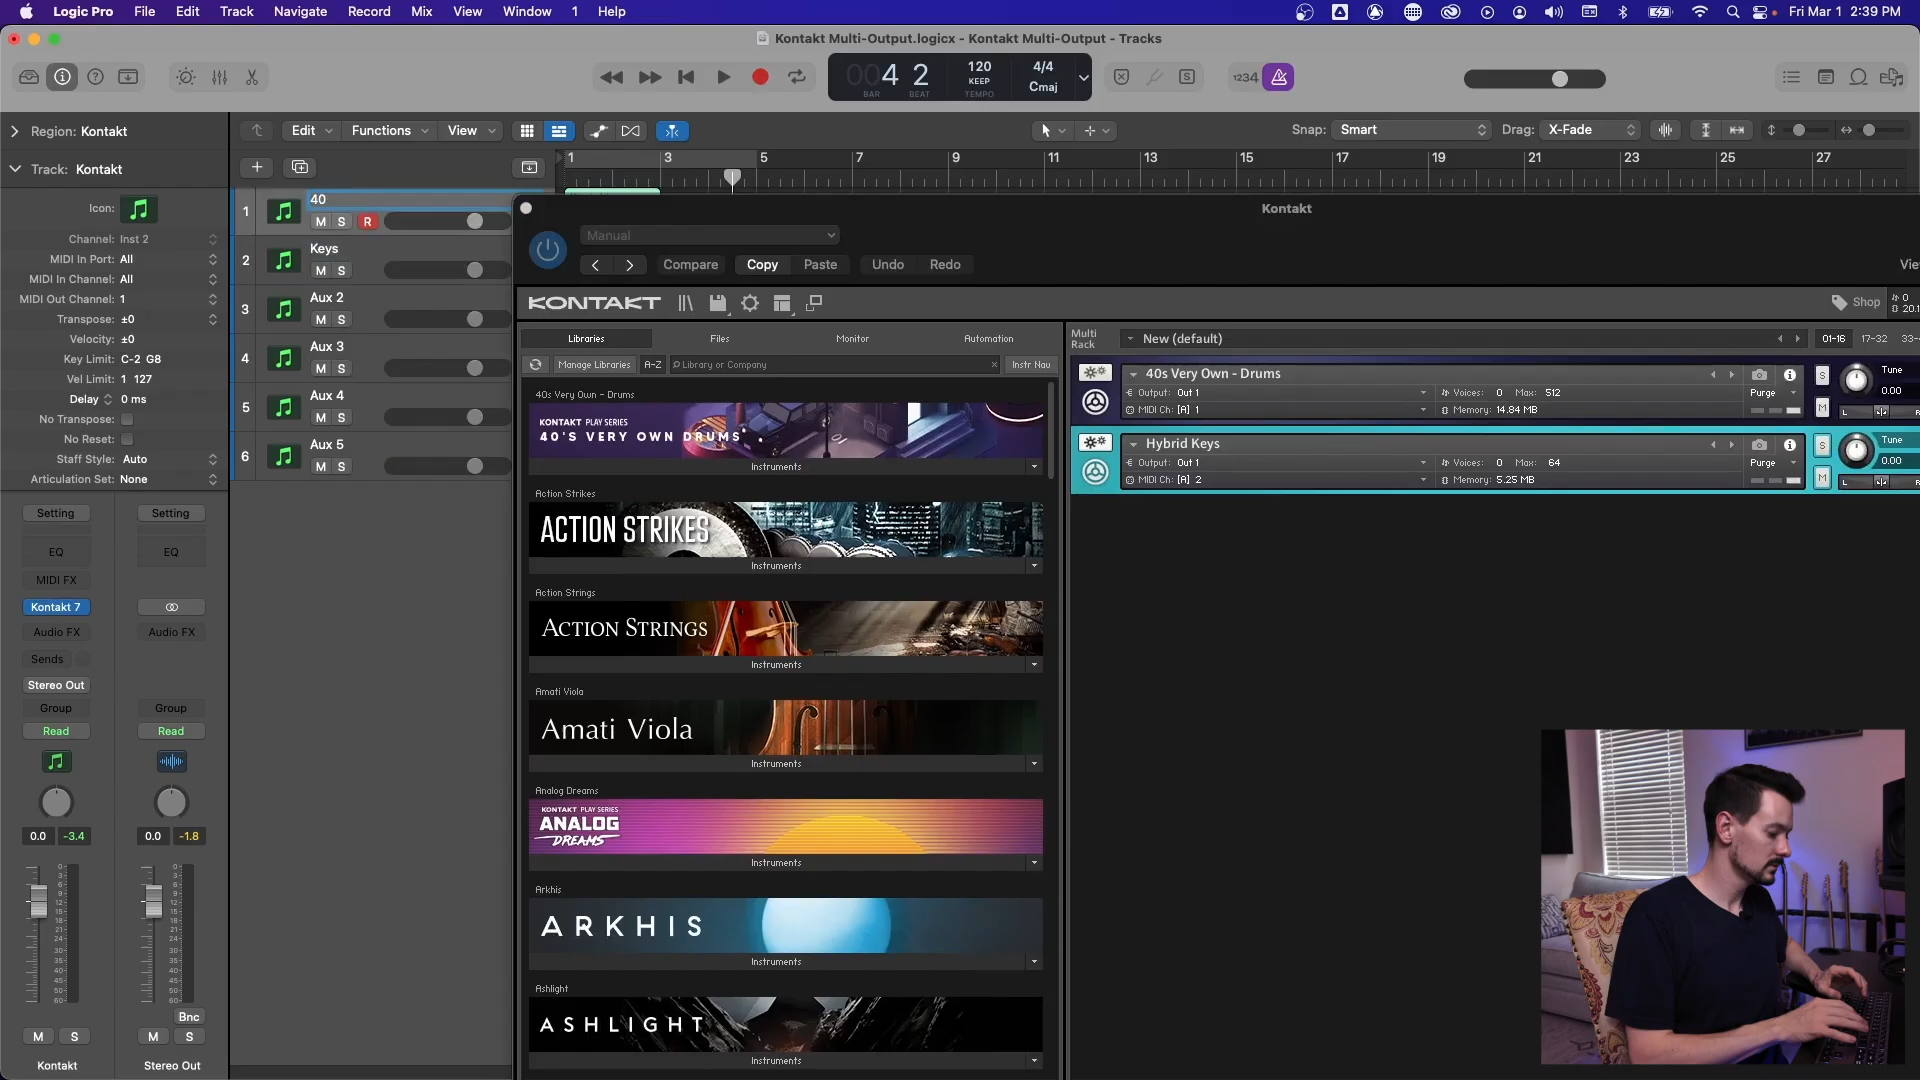 Logic Pro File Edit Track Navigate Record Mix View Window 1 Help
Fri Mar 1 2:39 PM
Kontakt Multi-Output.logicx - Kontakt Multi-Output - Tracks
004 2
BAR BEAT
120
KEEP
TEMPO
4/4
Cmaj
1234
Region: Kontakt
Edit Functions View
Snap: Smart
Drag: X-Fade
Track: Kontakt
1 3 5 7 9 11 13 15 17 19 21 23 25 27
Icon:
Channel: Inst 2
MIDI In Port: All
MIDI In Channel: All
MIDI Out Channel: 1
Transpose: ±0
Velocity: ±0
Key Limit: C-2 G8
Vel Limit: 1 127
Delay 0 ms
No Transpose:
No Reset:
Staff Style: Auto
Articulation Set: None
Setting Setting
EQ EQ
MIDI FX
Kontakt 7
Audio FX Audio FX
Sends
Stereo Out
Group Group
Read Read
0.0 -3.4 0.0 -1.8
Bnc
M S M S
Kontakt Stereo Out
1 40
M S R
2 Keys
M S
3 Aux 2
M S
4 Aux 3
M S
5 Aux 4
M S
6 Aux 5
M S
Kontakt
Manual
Compare Copy Paste Undo Redo
Vie
KONTAKT
Shop
Libraries Files Monitor Automation
Manage Libraries A-Z Library or Company Instr Nav
40s Very Own - Drums
KONTAKT PLAY SERIES
40'S VERY OWN DRUMS
Instruments
Action Strikes
ACTION STRIKES
Instruments
Action Strings
ACTION STRINGS
Instruments
Amati Viola
Amati Viola
Instruments
Analog Dreams
KONTAKT PLAY SERIES
ANALOG
DREAMS
Instruments
Arkhis
ARKHIS
Instruments
Ashlight
ASHLIGHT
Instruments
Multi
Rack
New (default)
01-16 17-32 33-
40s Very Own - Drums
Output: Out 1
Voices: 0 Max: 512
Purge
MIDI Ch: [A] 1
Memory: 14.84 MB
S
M
Tune
0.00
L R
Hybrid Keys
Output: Out 1
Voices: 0 Max: 64
Purge
MIDI Ch: [A] 2
Memory: 5.25 MB
S
M
Tune
0.00
L R